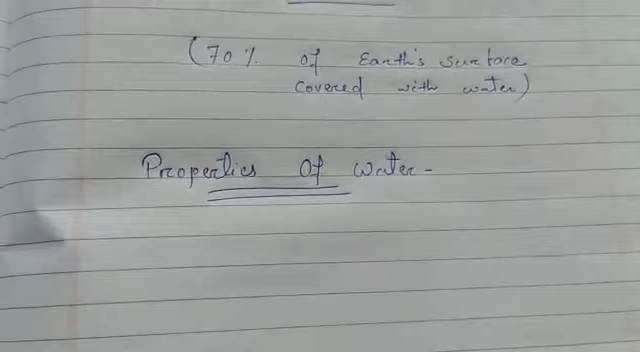 (70% of Earth's surface
covered with water)
Properties of water -